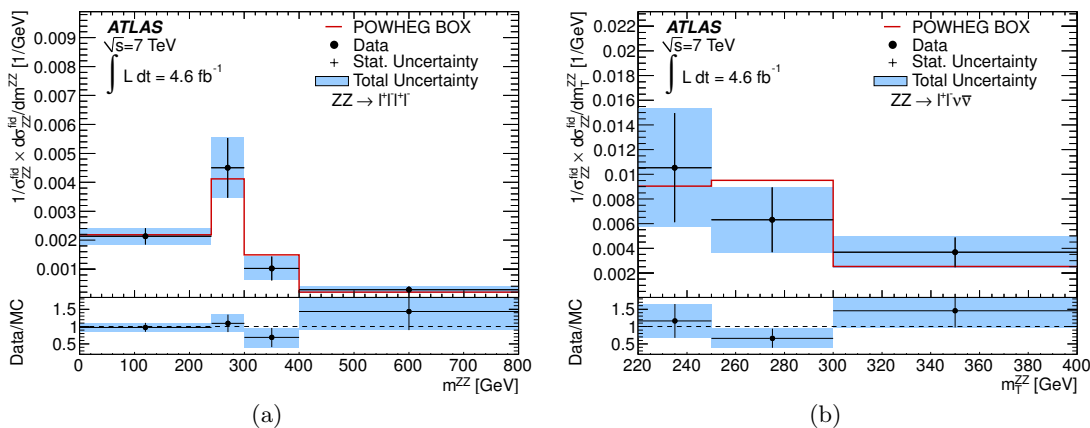 ATLAS
√s=7 TeV
∫ L dt = 4.6 fb⁻¹
POWHEG BOX
Data
Stat. Uncertainty
Total Uncertainty
ZZ → l⁺l⁻l⁺l⁻
1/σ_ZZ^fid × dσ_ZZ^fid/dm^ZZ [1/GeV]
0.009
0.008
0.007
0.006
0.005
0.004
0.003
0.002
0.001
Data/MC
1.5
1
0.5
0 100 200 300 400 500 600 700 800
m^ZZ [GeV]
(a)
ATLAS
√s=7 TeV
∫ L dt = 4.6 fb⁻¹
POWHEG BOX
Data
Stat. Uncertainty
Total Uncertainty
ZZ → l⁺l⁻νν̄
1/σ_ZZ^fid × dσ_ZZ^fid/dm_T^ZZ [1/GeV]
0.022
0.02
0.018
0.016
0.014
0.012
0.01
0.008
0.006
0.004
0.002
Data/MC
1.5
1
0.5
220 240 260 280 300 320 340 360 380 400
m_T^ZZ [GeV]
(b)